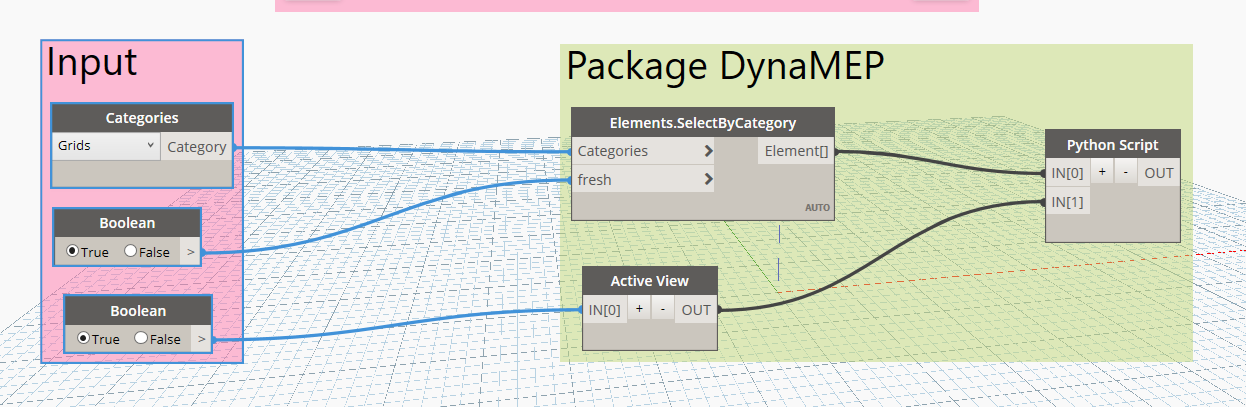 Input
Categories
Grids
Category
Boolean
True False >
Boolean
True False >
Package DynaMEP
Elements.SelectByCategory
Categories > Element[]
fresh >
AUTO
Active View
IN[0] + - OUT
Python Script
IN[0] + - OUT
IN[1]